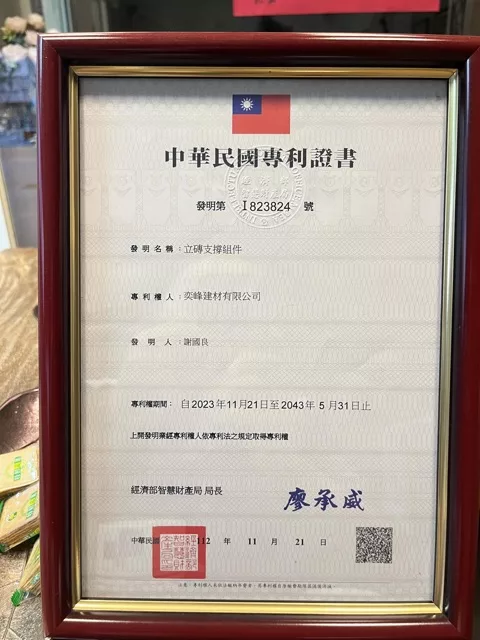 中華民國專利證書
發明第 I823824 號
發明名稱：立磚支撐組件
專利權人：奕峰建材有限公司
發明人：謝國良
專利權期間：自2023年11月21日至2043年5月31日止
上開發明業經專利權人依專利法之規定取得專利權
經濟部智慧財產局 局長 廖承威
中華民國 112 年 11 月 21 日